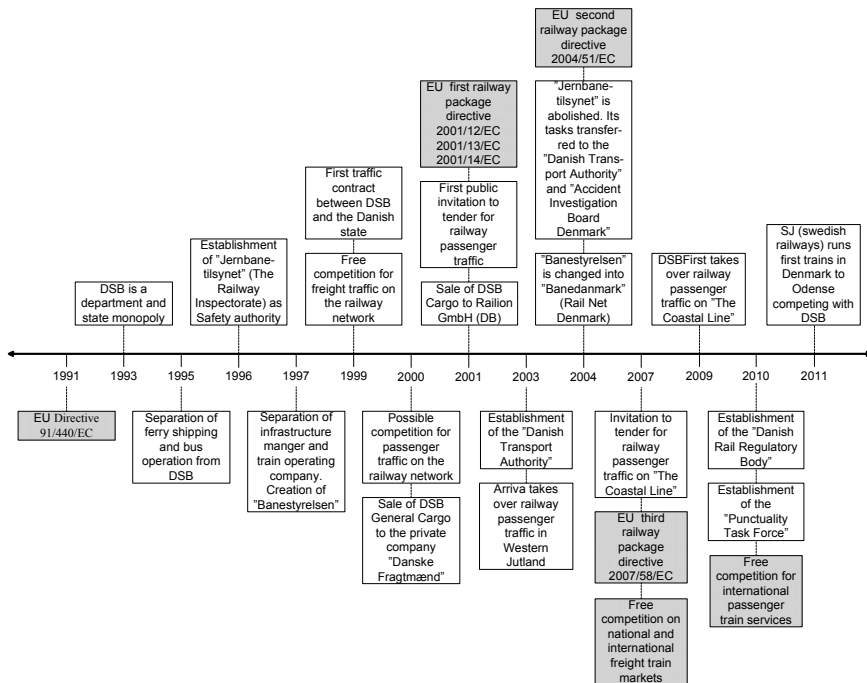 EU second
railway package
directive
2004/51/EC
EU first railway
package
directive
2001/12/EC
2001/13/EC
2001/14/EC
"Jernbane-
tilsynet" is
abolished. Its
tasks transfer-
red to the
"Danish Trans-
port Authority"
and "Accident
Investigation
Board
Denmark"
First traffic
contract
between DSB
and the Danish
state
First public
invitation to
tender for
railway
passenger
traffic
Establishment
of "Jernbane-
tilsynet" (The
Railway
Inspectorate) as
Safety authority
SJ (swedish
railways) runs
first trains in
Denmark to
Odense
competing with
DSB
DSB is a
department and
state monopoly
Free
competition for
freight traffic on
the railway
network
Sale of DSB
Cargo to Railion
GmbH (DB)
"Banestyrelsen"
is changed into
"Banedanmark"
(Rail Net
Denmark)
DSBFirst takes
over railway
passenger
traffic on "The
Coastal Line"
1991 1993 1995 1996 1997 1999 2000 2001 2002 2004 2007 2009 2010 2011
EU Directive
91/440/EC
Separation of
ferry shipping
and bus
operation from
DSB
Separation of
infrastructure
manger and
train operating
company.
Creation of
"Banestyrelsen"
Possible
competition for
passenger
traffic on the
railway network
Sale of DSB
General Cargo
to the private
company
"Danske
Fragtmænd"
Establishment
of the "Danish
Transport
Authority"
Arriva takes
over railway
passenger
traffic in
Western
Jutland
Invitation to
tender for
railway
passenger
traffic on "The
Coastal Line"
EU third
railway
package
directive
2007/58/EC
Free
competition on
national and
international
freight train
markets
Establishment
of the "Danish
Rail Regulatory
Body"
Establishment
of the
"Punctuality
Task Force"
Free
competition for
international
passenger
train services